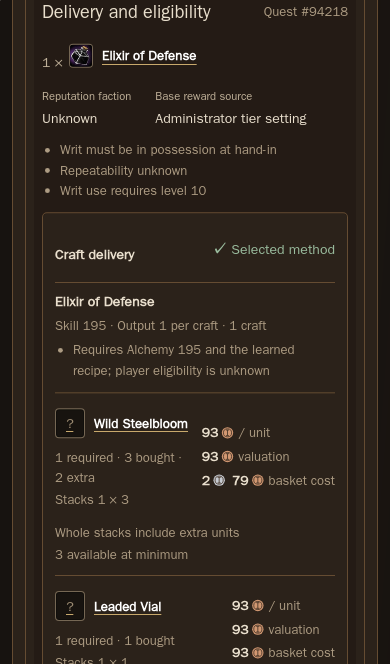 Delivery and eligibility Quest #94218
1 × Elixir of Defense
Reputation faction Base reward source
Unknown Administrator tier setting
• Writ must be in possession at hand-in
• Repeatability unknown
• Writ use requires level 10
Craft delivery ✓ Selected method
Elixir of Defense
Skill 195 · Output 1 per craft · 1 craft
• Requires Alchemy 195 and the learned
recipe; player eligibility is unknown
? Wild Steelbloom
93 / unit
93 valuation
2 79 basket cost
1 required · 3 bought ·
2 extra
Stacks 1 × 3
Whole stacks include extra units
3 available at minimum
? Leaded Vial
93 / unit
93 valuation
93 basket cost
1 required · 1 bought
Stacks 1 × 1